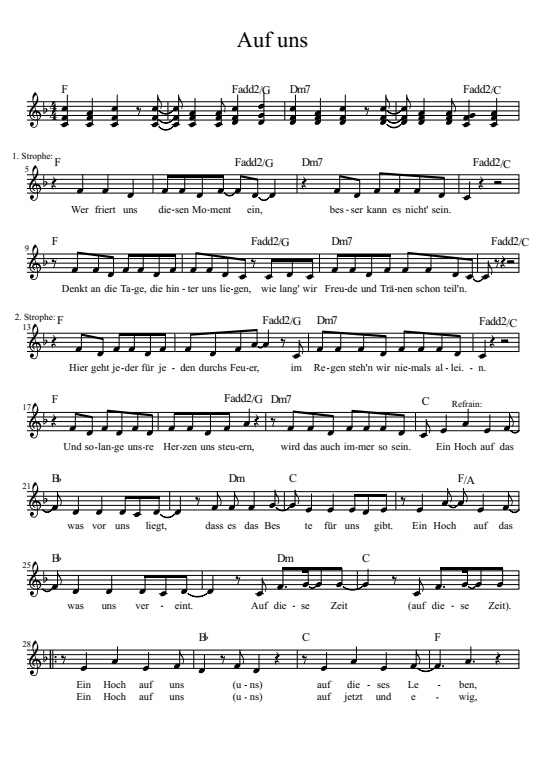 Auf uns
F Fadd2/G Dm7 Fadd2/C
1. Strophe: F Fadd2/G Dm7 Fadd2/C
5
Wer friert uns die-sen Mo-ment ein, bes-ser kann es nicht' sein.
9 F Fadd2/G Dm7 Fadd2/C
Denkt an die Ta-ge, die hin-ter uns lie-gen, wie lang' wir Freu-de und Trä-nen schon teil'n.
2. Strophe: F Fadd2/G Dm7 Fadd2/C
13
Hier geht je-der für je-den durchs Feu-er, im Re-gen steh'n wir nie-mals al-lei.-n.
17 F Fadd2/G Dm7 C Refrain:
Und so-lan-ge uns-re Her-zen uns steu-ern, wird das auch im-mer so sein. Ein Hoch auf das
21 B♭ Dm C F/A
was vor uns liegt, dass es das Bes te für uns gibt. Ein Hoch auf das
25 B♭ Dm C
was uns ver-eint. Auf die-se Zeit (auf die-se Zeit).
28 B♭ C F
Ein Hoch auf uns (u-ns) auf die-ses Le-ben,
Ein Hoch auf uns (u-ns) auf jetzt und e-wig,